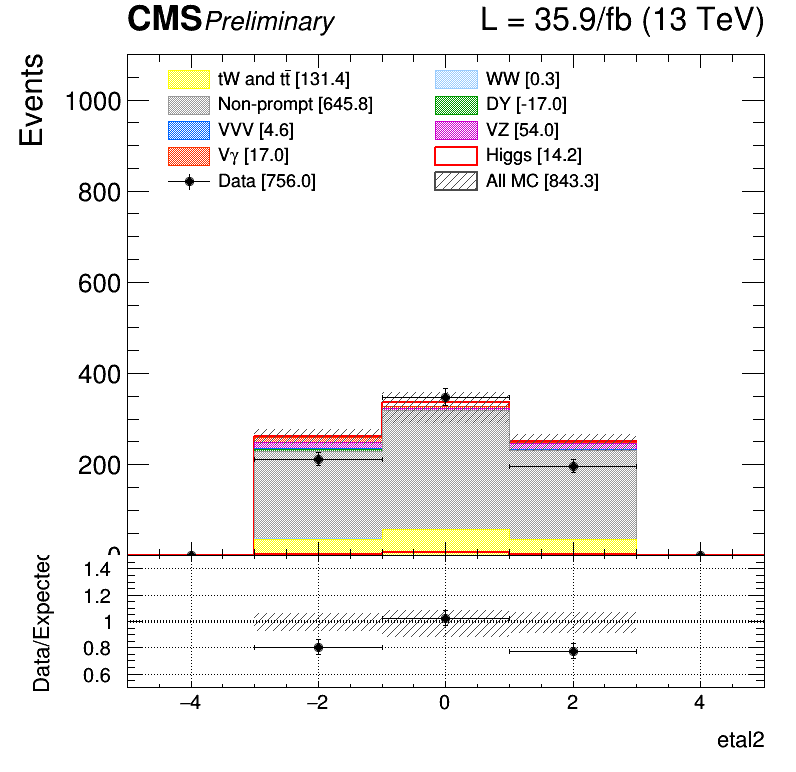 CMS Preliminary L = 35.9/fb (13 TeV)
Events
1000
800
600
400
200
0
tW and tt̄ [131.4] WW [0.3]
Non-prompt [645.8] DY [-17.0]
VVV [4.6] VZ [54.0]
Vγ [17.0] Higgs [14.2]
Data [756.0] All MC [843.3]
Data/Expected
1.4
1.2
1
0.8
0.6
−4 −2 0 2 4
etal2